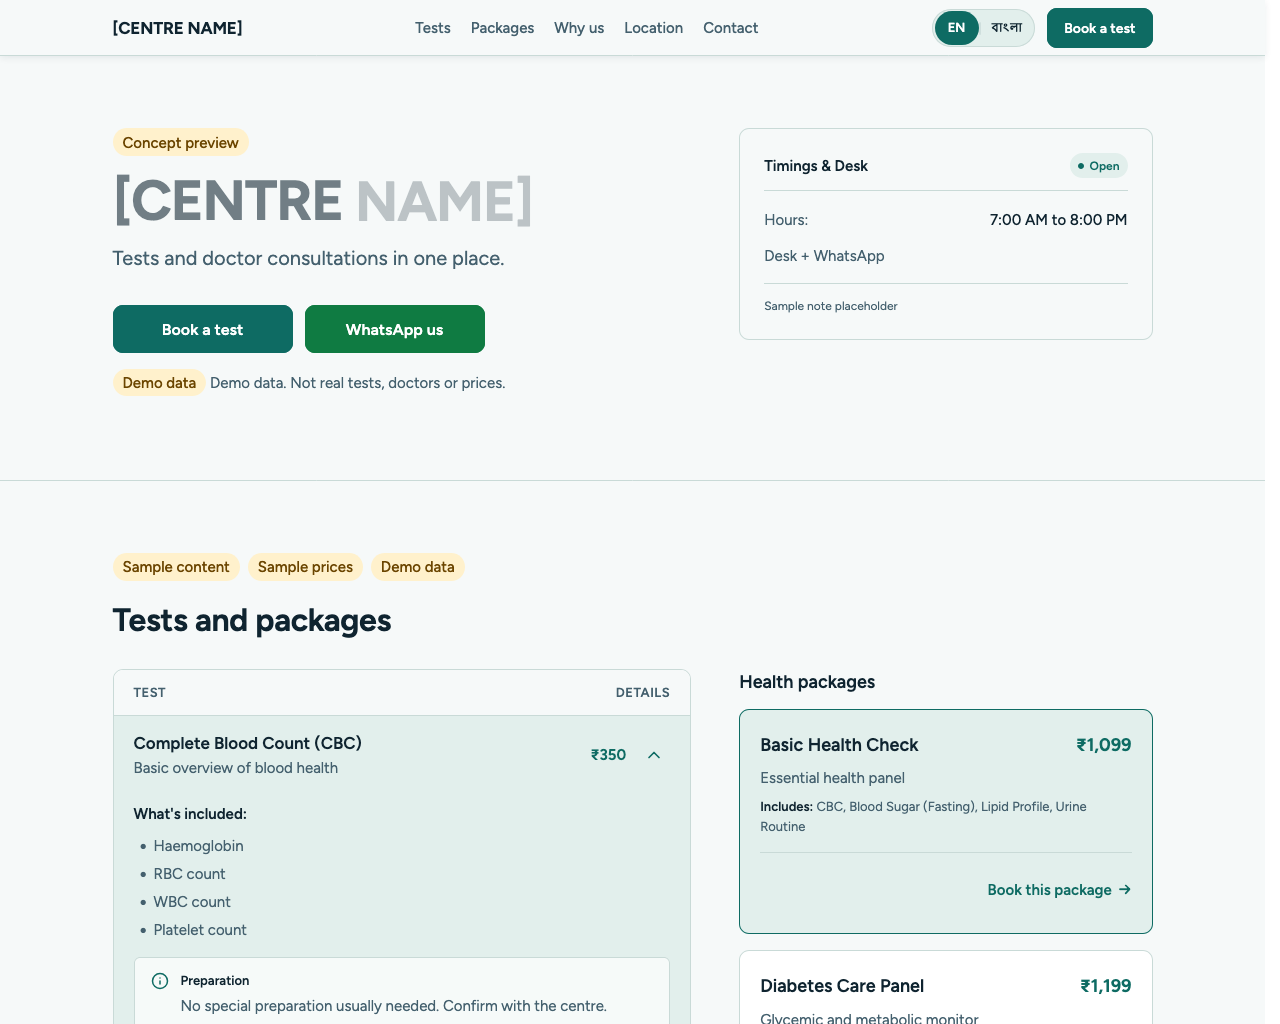 [CENTRE NAME]
Tests Packages Why us Location Contact
EN বাংলা
Book a test
Concept preview
[CENTRE NAME]
Tests and doctor consultations in one place.
Book a test
WhatsApp us
Demo data Demo data. Not real tests, doctors or prices.
Timings & Desk
Open
Hours: 7:00 AM to 8:00 PM
Desk + WhatsApp
Sample note placeholder
Sample content Sample prices Demo data
Tests and packages
TEST DETAILS
Complete Blood Count (CBC)
Basic overview of blood health
₹350
What's included:
Haemoglobin
RBC count
WBC count
Platelet count
Preparation
No special preparation usually needed. Confirm with the centre.
Health packages
Basic Health Check ₹1,099
Essential health panel
Includes: CBC, Blood Sugar (Fasting), Lipid Profile, Urine
Routine
Book this package →
Diabetes Care Panel ₹1,199
Glycemic and metabolic monitor